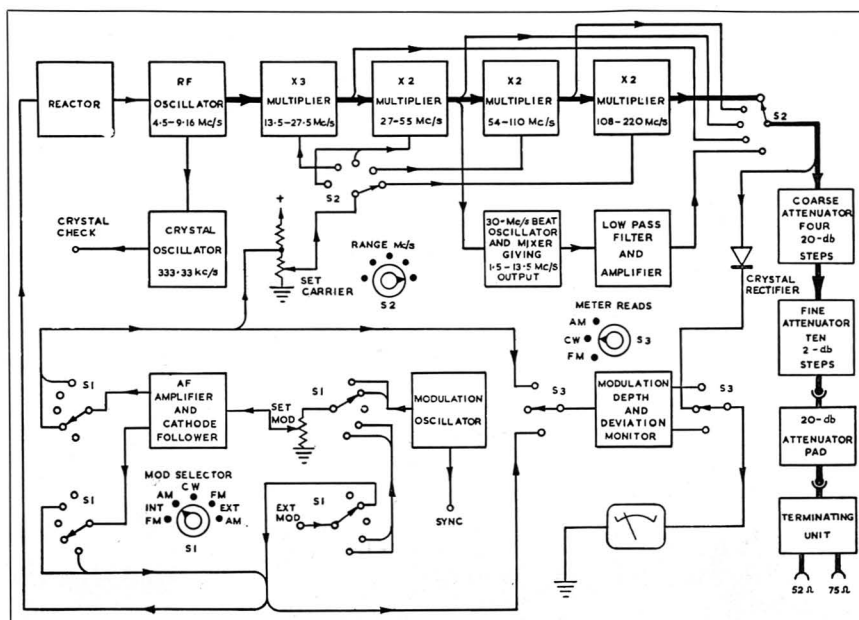 REACTOR
RF
OSCILLATOR
4·5-9·16 Mc/s
X3
MULTIPLIER
13·5-27·5 Mc/s
X2
MULTIPLIER
27-55 Mc/s
X2
MULTIPLIER
54-110 Mc/s
X2
MULTIPLIER
108-220 Mc/s
S2
CRYSTAL
CHECK
CRYSTAL
OSCILLATOR
333·33 kc/s
+
SET
CARRIER
S2
RANGE Mc/s
S2
30-Mc/s BEAT
OSCILLATOR
AND MIXER
GIVING
1·5-13·5 Mc/s
OUTPUT
LOW PASS
FILTER
AND
AMPLIFIER
CRYSTAL
RECTIFIER
COARSE
ATTENUATOR
FOUR
20-db
STEPS
FINE
ATTENUATOR
TEN
2-db
STEPS
20-db
ATTENUATOR
PAD
TERMINATING
UNIT
52 Ω
75 Ω
METER READS
AM
CW
FM
S3
S1
AF
AMPLIFIER
AND
CATHODE
FOLLOWER
SET
MOD
S1
MODULATION
OSCILLATOR
SYNC
S3
MODULATION
DEPTH
AND
DEVIATION
MONITOR
S3
MOD SELECTOR
CW
AM
FM
INT
EXT
FM
AM
S1
S1
EXT
MOD
S1